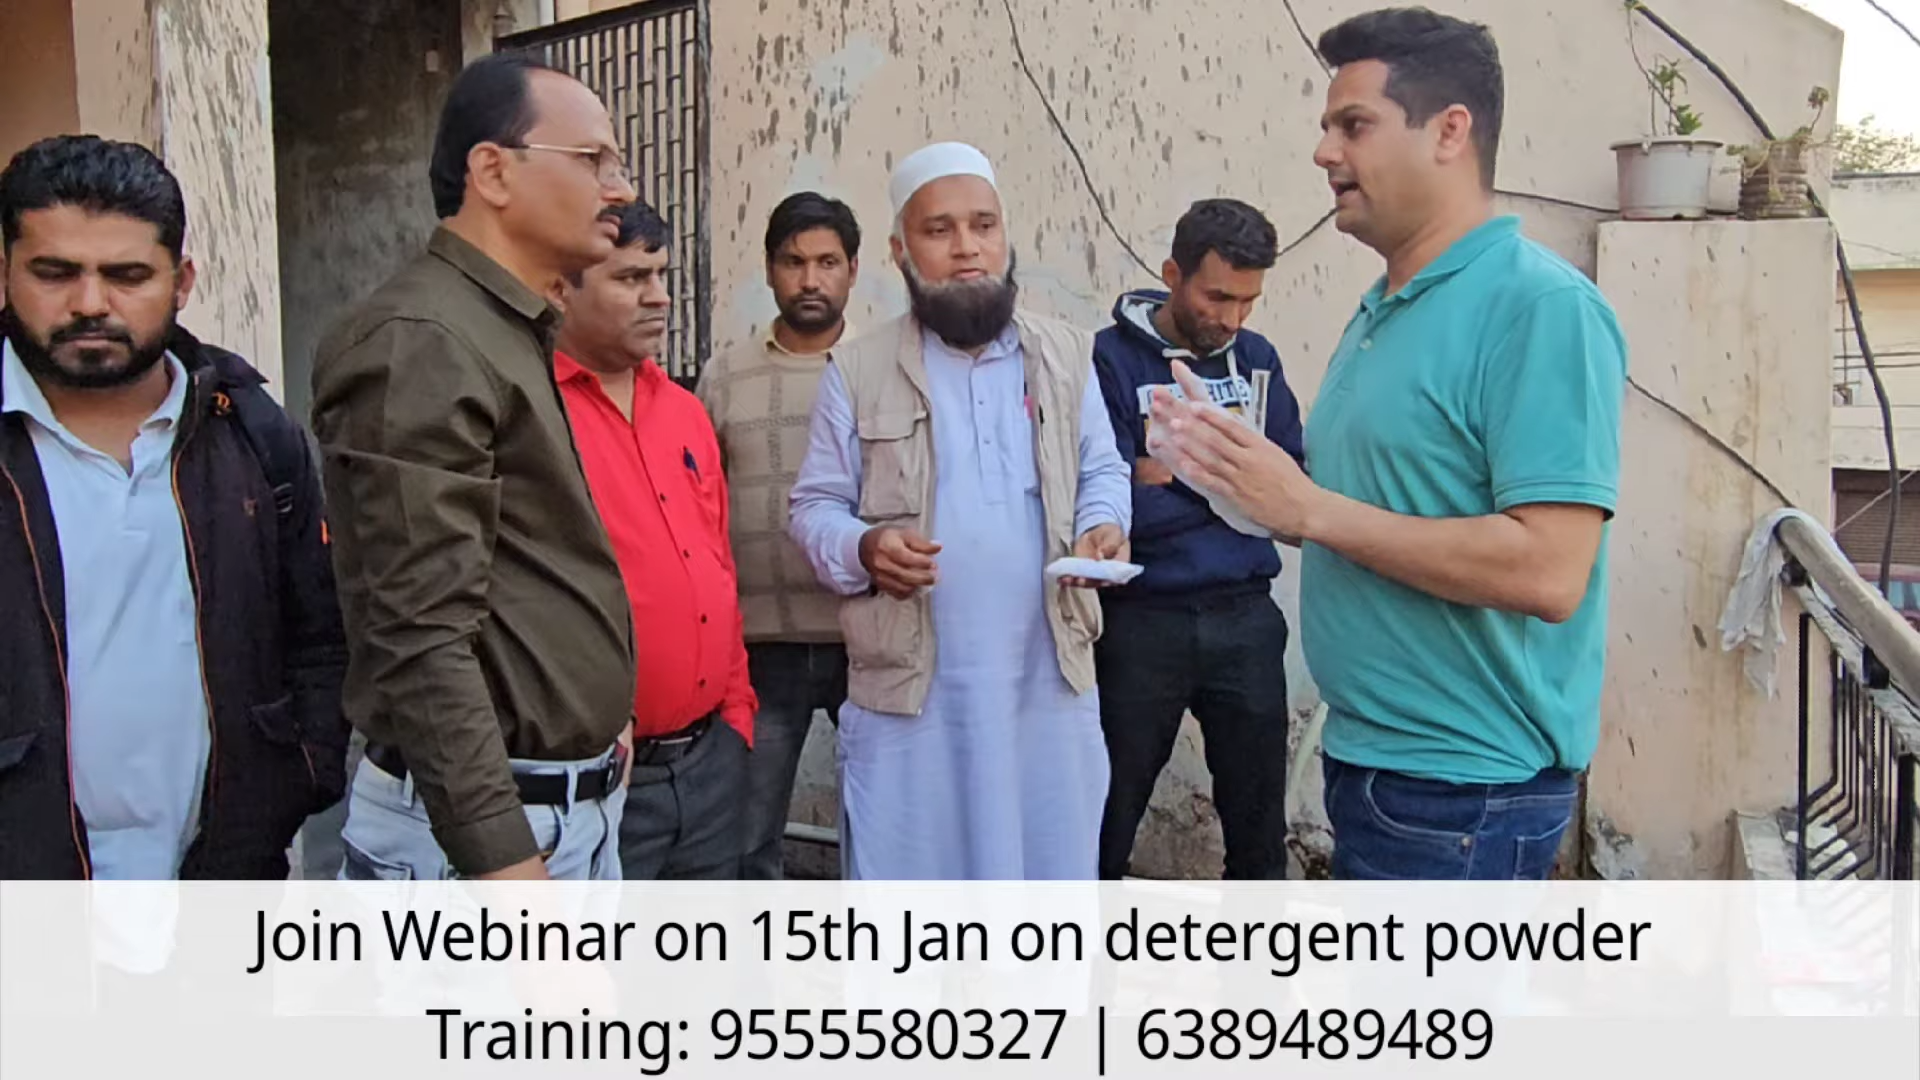 Join Webinar on 15th Jan on detergent powder
Training: 9555580327 | 6389489489